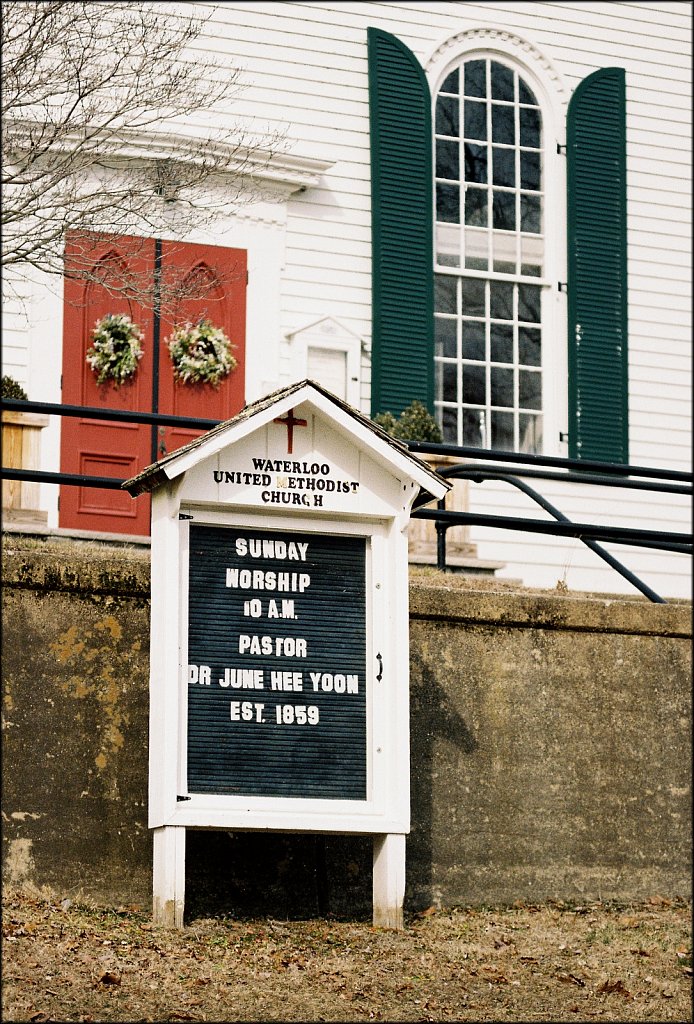 WATERLOO
UNITED METHODIST
CHURCH
SUNDAY
WORSHIP
10 A.M.
PASTOR
DR JUNE HEE YOON
EST. 1859